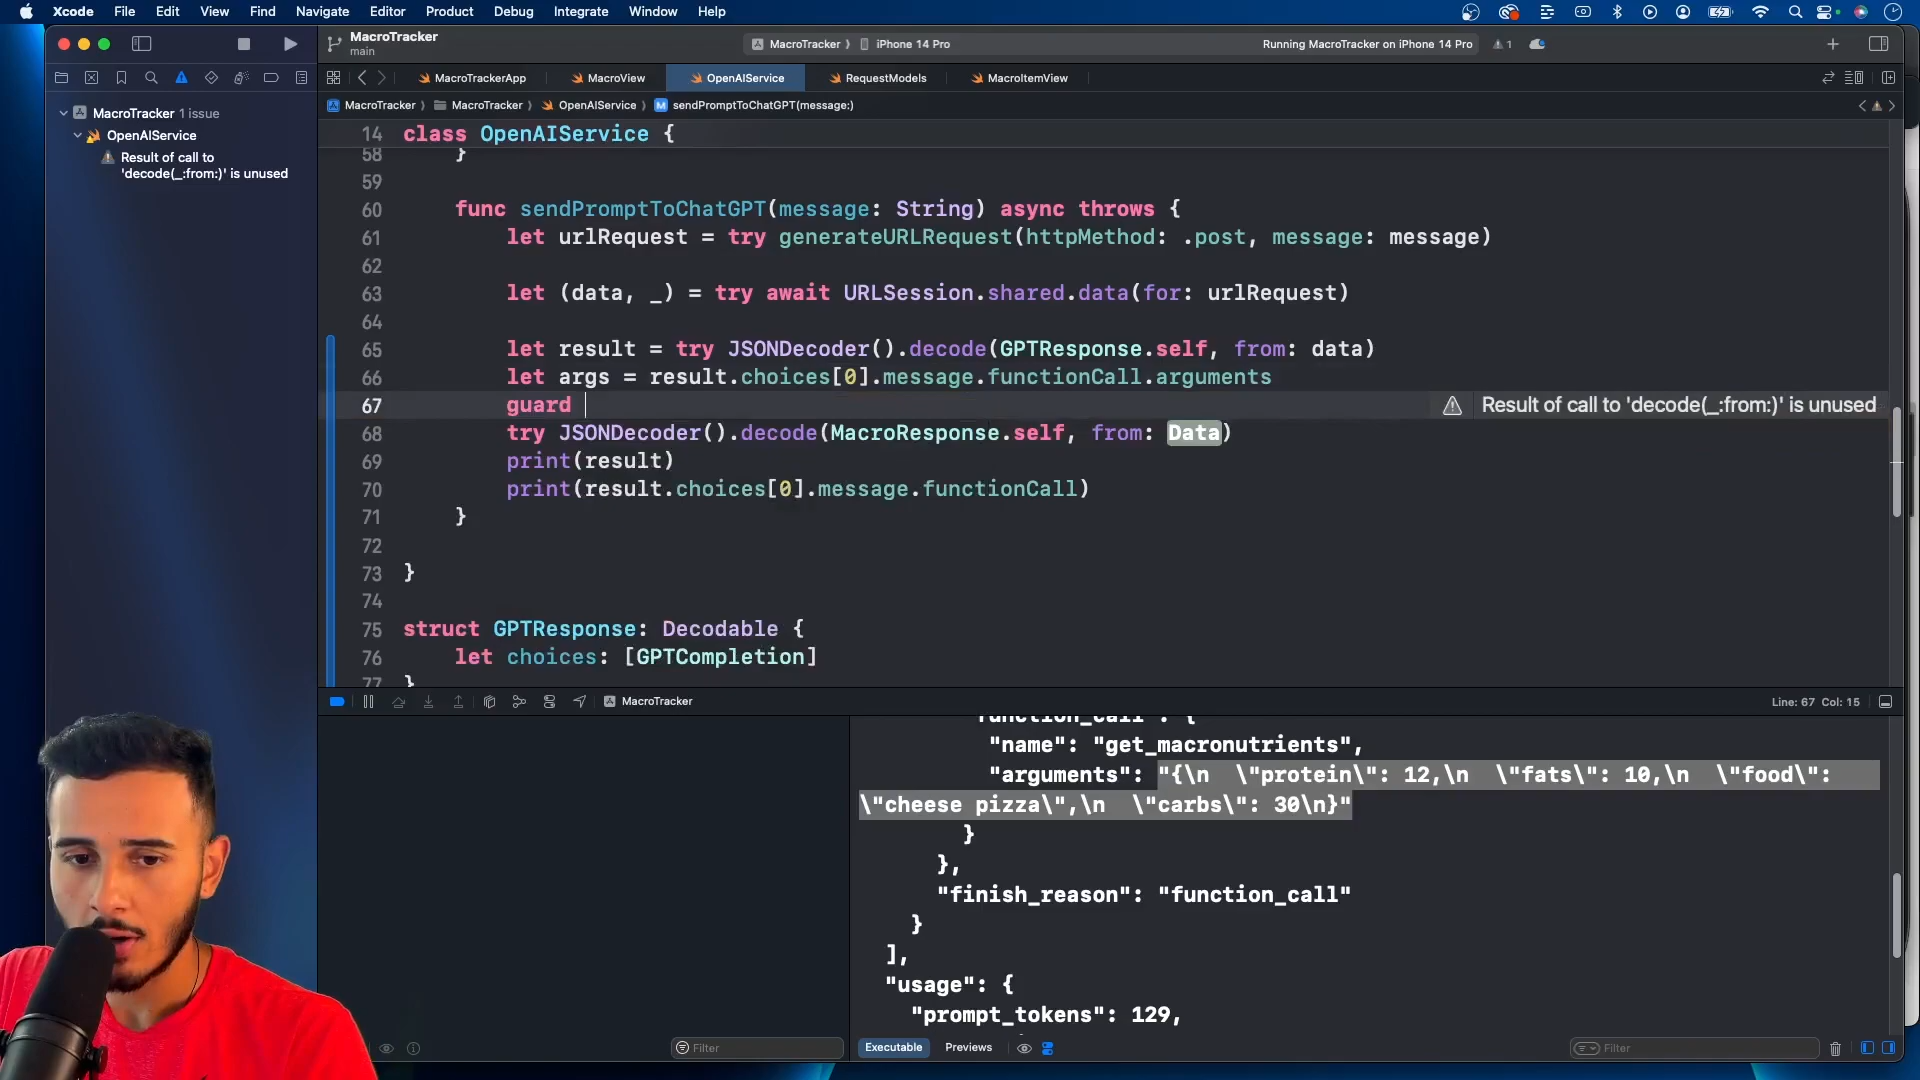 Xcode File Edit View Find Navigate Editor Product Debug Integrate Window Help
MacroTracker
main
MacroTracker 〉 iPhone 14 Pro
Running MacroTracker on iPhone 14 Pro
1
MacroTrackerApp
MacroView
OpenAIService
RequestModels
MacroItemView
MacroTracker 〉 MacroTracker 〉 OpenAIService 〉 M sendPromptToChatGPT(message:)
MacroTracker 1 issue
OpenAIService
Result of call to
'decode(_:from:)' is unused
14 class OpenAIService {
58 }
59
60 func sendPromptToChatGPT(message: String) async throws {
61 let urlRequest = try generateURLRequest(httpMethod: .post, message: message)
62
63 let (data, _) = try await URLSession.shared.data(for: urlRequest)
64
65 let result = try JSONDecoder().decode(GPTResponse.self, from: data)
66 let args = result.choices[0].message.functionCall.arguments
67 guard
Result of call to 'decode(_:from:)' is unused
68 try JSONDecoder().decode(MacroResponse.self, from: Data)
69 print(result)
70 print(result.choices[0].message.functionCall)
71 }
72
73 }
74
75 struct GPTResponse: Decodable {
76 let choices: [GPTCompletion]
77 }
MacroTracker
Line: 67 Col: 15
"function_call": {
"name": "get_macronutrients",
"arguments": "{\n  \"protein\": 12,\n  \"fats\": 10,\n  \"food\":
\"cheese pizza\",\n  \"carbs\": 30\n}"
}
},
"finish_reason": "function_call"
}
],
"usage": {
"prompt_tokens": 129,
Filter
Executable Previews
Filter